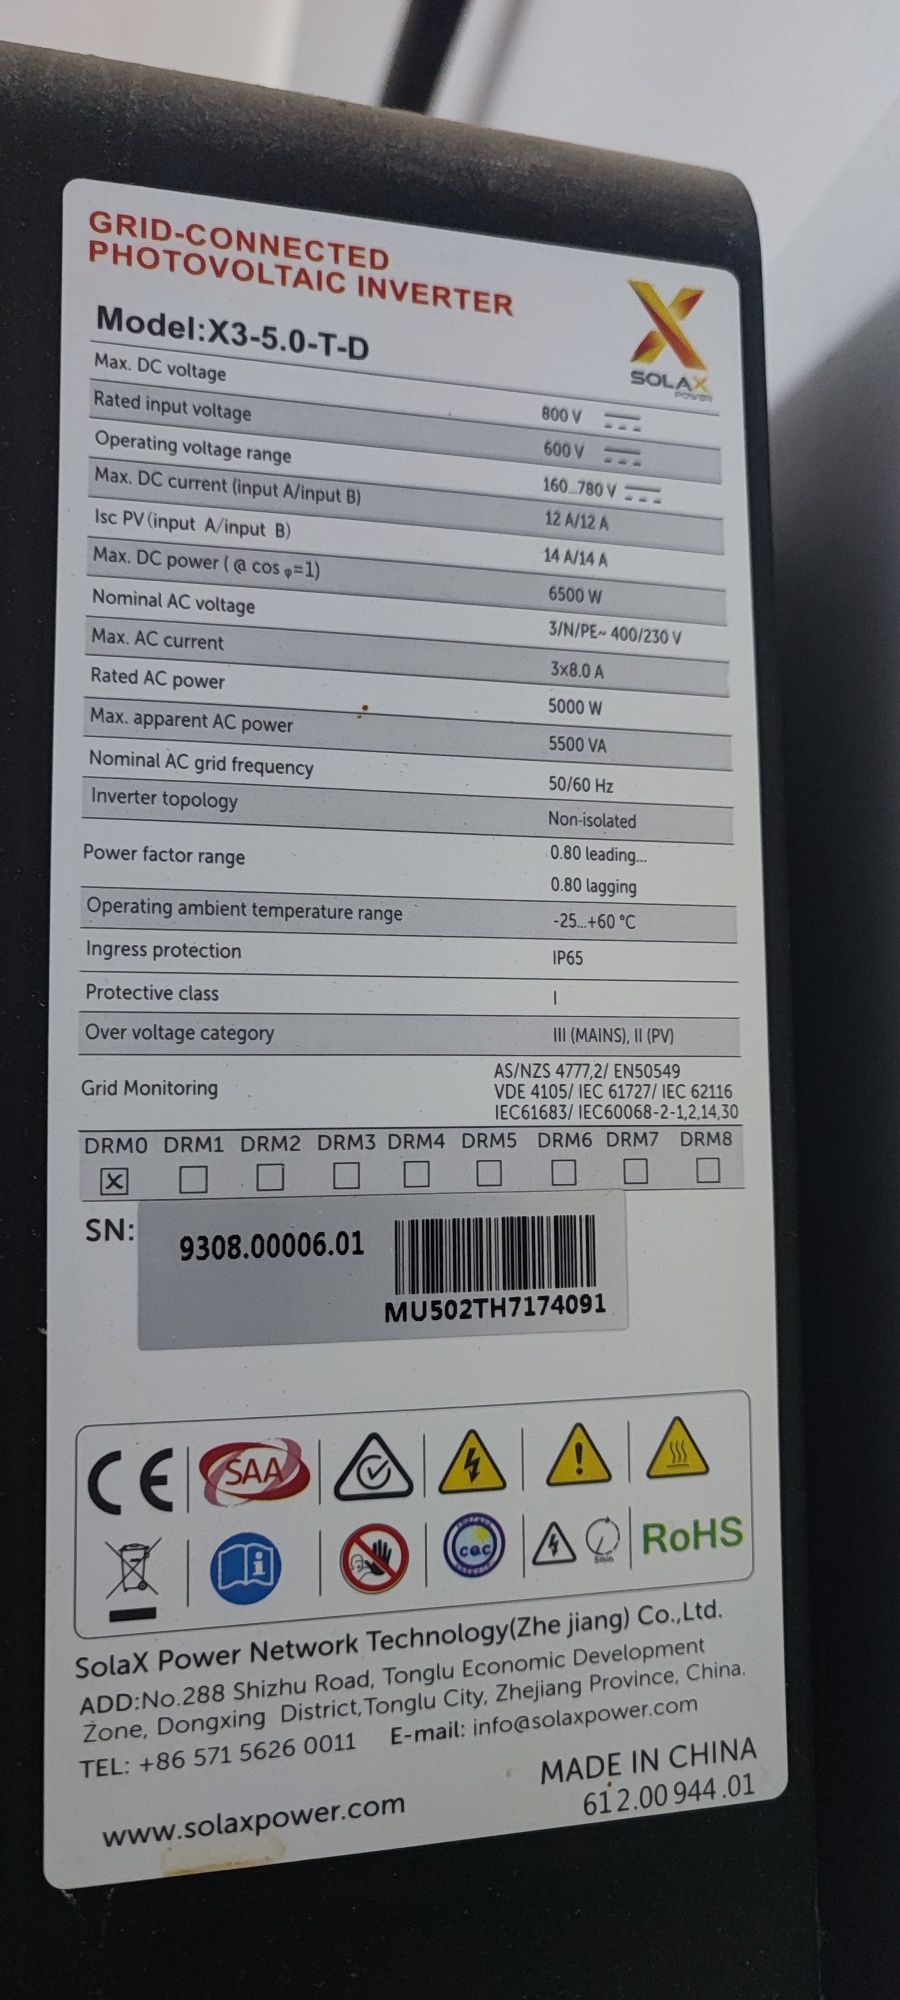 GRID-CONNECTED
PHOTOVOLTAIC INVERTER
Model:X3-5.0-T-D
SOLAX
POWER
Max. DC voltage 800 V
Rated input voltage 600 V
Operating voltage range 160...780 V
Max. DC current (input A/input B) 12 A/12 A
Isc PV (input A/input B) 14 A/14 A
Max. DC power ( @ cos φ=1) 6500 W
Nominal AC voltage 3/N/PE~ 400/230 V
Max. AC current 3x8.0 A
Rated AC power 5000 W
Max. apparent AC power 5500 VA
Nominal AC grid frequency 50/60 Hz
Inverter topology Non-isolated
Power factor range 0.80 leading...
0.80 lagging
Operating ambient temperature range -25...+60 °C
Ingress protection IP65
Protective class I
Over voltage category III (MAINS), II (PV)
Grid Monitoring AS/NZS 4777,2/ EN50549
VDE 4105/ IEC 61727/ IEC 62116
IEC61683/ IEC60068-2-1,2,14,30
DRM0 DRM1 DRM2 DRM3 DRM4 DRM5 DRM6 DRM7 DRM8
SN: 9308.00006.01
MU502TH7174091
CE SAA
cqc 5min RoHS
SolaX Power Network Technology(Zhe jiang) Co.,Ltd.
ADD:No.288 Shizhu Road, Tonglu Economic Development
Zone, Dongxing District,Tonglu City, Zhejiang Province, China.
TEL: +86 571 5626 0011 E-mail: info@solaxpower.com
MADE IN CHINA
www.solaxpower.com 612.00944.01